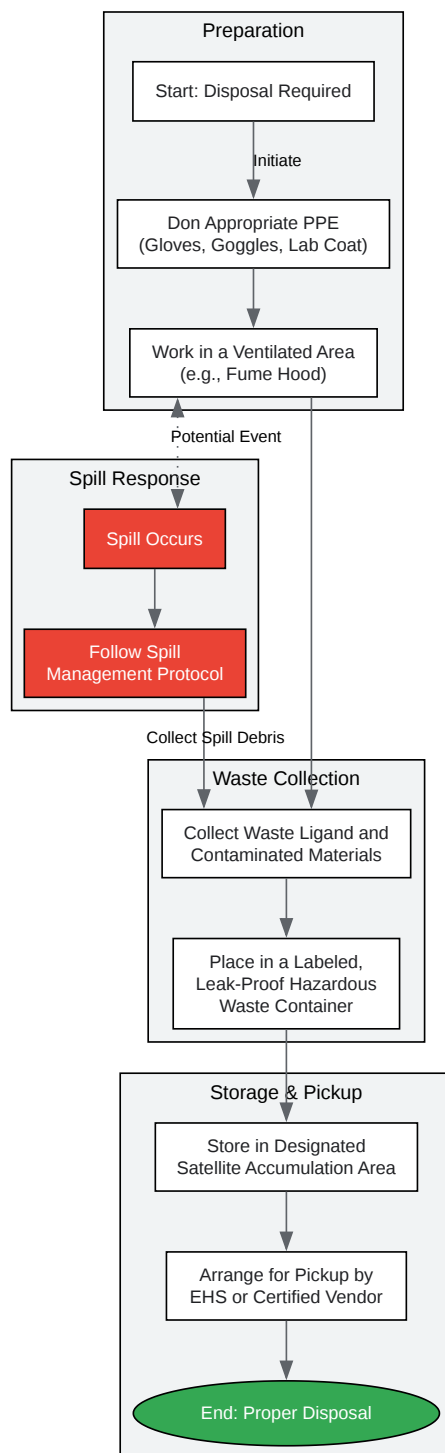 Preparation
Start: Disposal Required
Initiate
Don Appropriate PPE
(Gloves, Goggles, Lab Coat)
Work in a Ventilated Area
(e.g., Fume Hood)
Potential Event
Spill Response
Spill Occurs
Follow Spill
Management Protocol
Collect Spill Debris
Waste Collection
Collect Waste Ligand and
Contaminated Materials
Place in a Labeled,
Leak-Proof Hazardous
Waste Container
Storage & Pickup
Store in Designated
Satellite Accumulation Area
Arrange for Pickup by
EHS or Certified Vendor
End: Proper Disposal